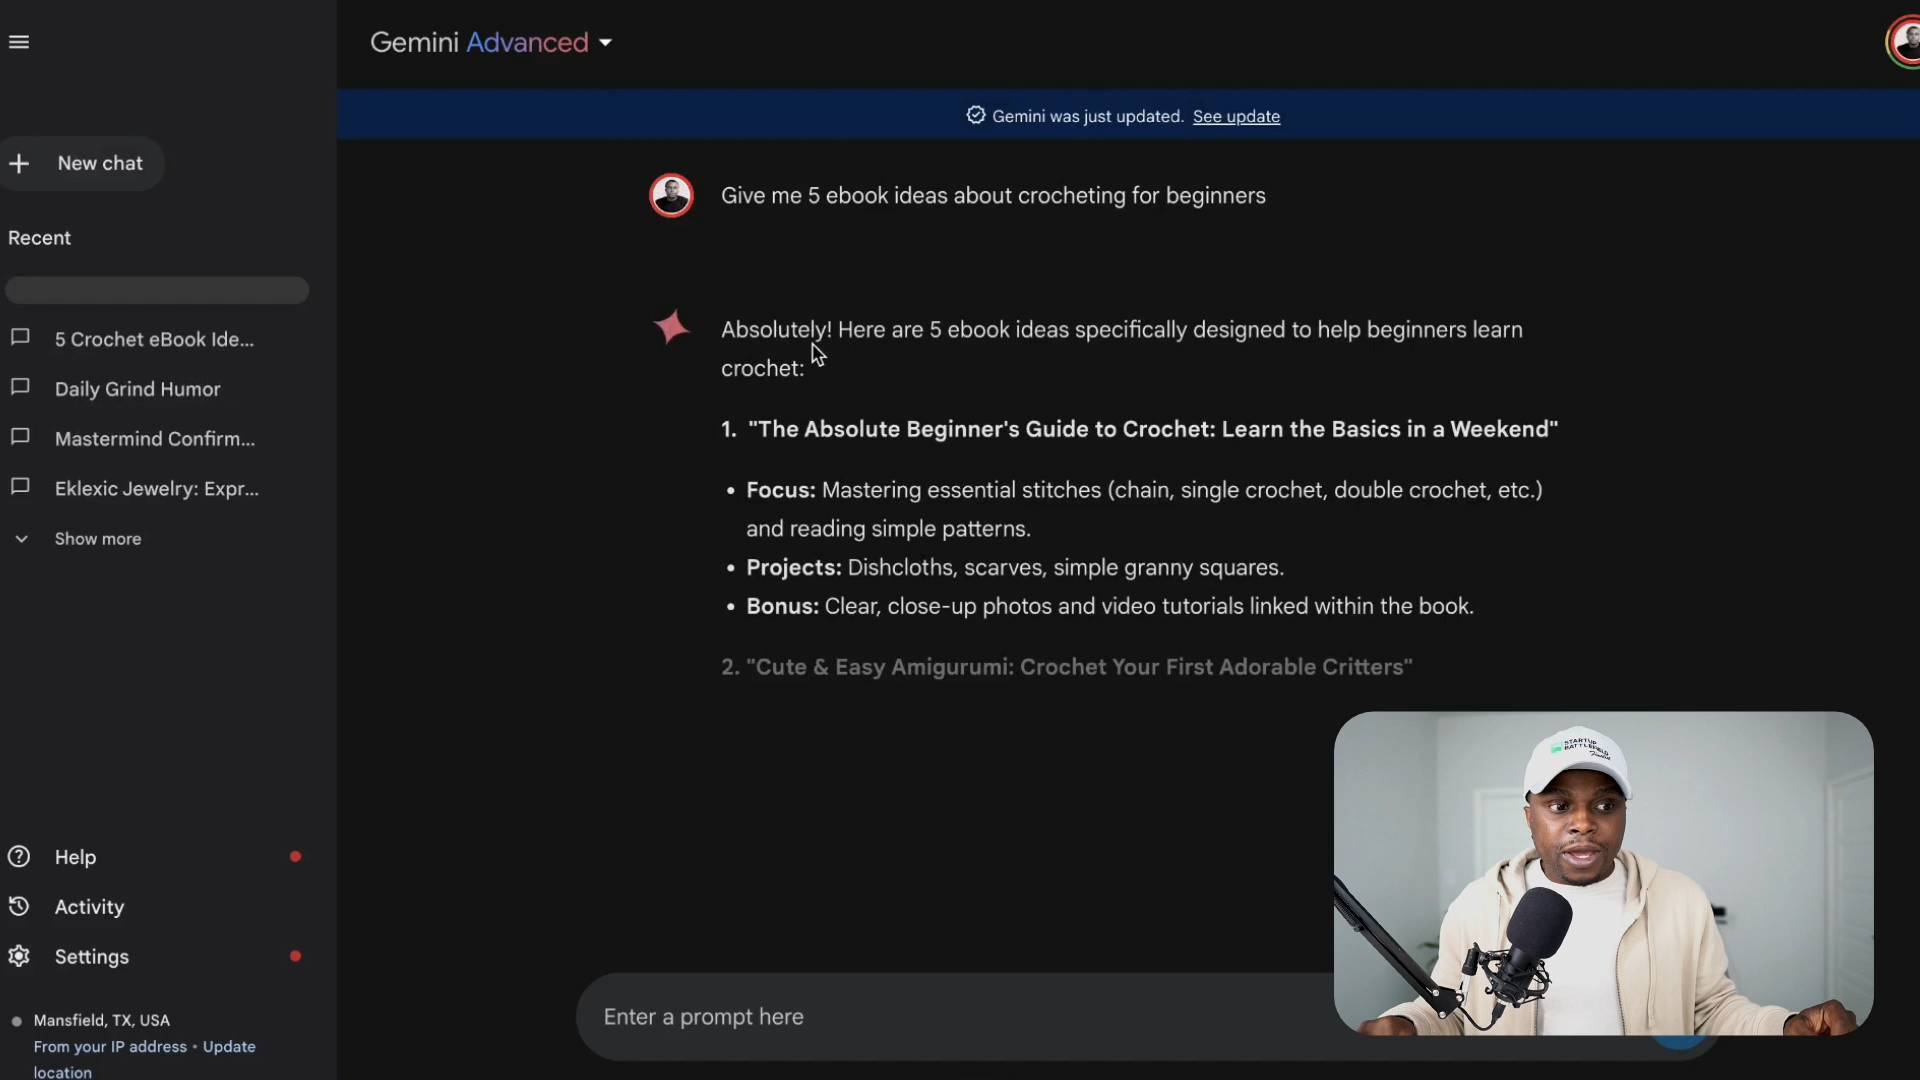 Gemini Advanced
Gemini was just updated. See update
New chat
Recent
5 Crochet eBook Ide...
Daily Grind Humor
Mastermind Confirm...
Eklexic Jewelry: Expr...
Show more
Help
Activity
Settings
Mansfield, TX, USA
From your IP address • Update
location
Give me 5 ebook ideas about crocheting for beginners
Absolutely! Here are 5 ebook ideas specifically designed to help beginners learn
crochet:
1. "The Absolute Beginner's Guide to Crochet: Learn the Basics in a Weekend"
• Focus: Mastering essential stitches (chain, single crochet, double crochet, etc.)
and reading simple patterns.
• Projects: Dishcloths, scarves, simple granny squares.
• Bonus: Clear, close-up photos and video tutorials linked within the book.
2. "Cute & Easy Amigurumi: Crochet Your First Adorable Critters"
Enter a prompt here
STARTUP
BATTLEFIELD
Finalist